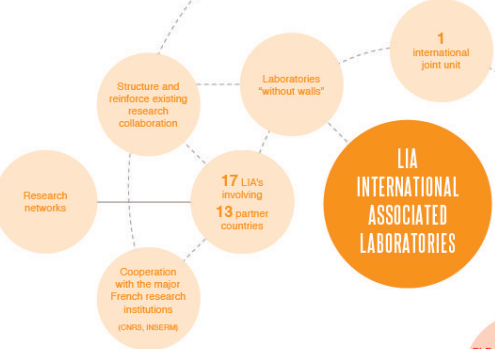 1
international
joint unit
Structure and
reinforce existing
research
collaboration
Laboratories
"without walls"
LIA
INTERNATIONAL
ASSOCIATED
LABORATORIES
Research
networks
17 LIA's
involving
13 partner
countries
Cooperation
with the major
French research
institutions
(CNRS, INSERM)